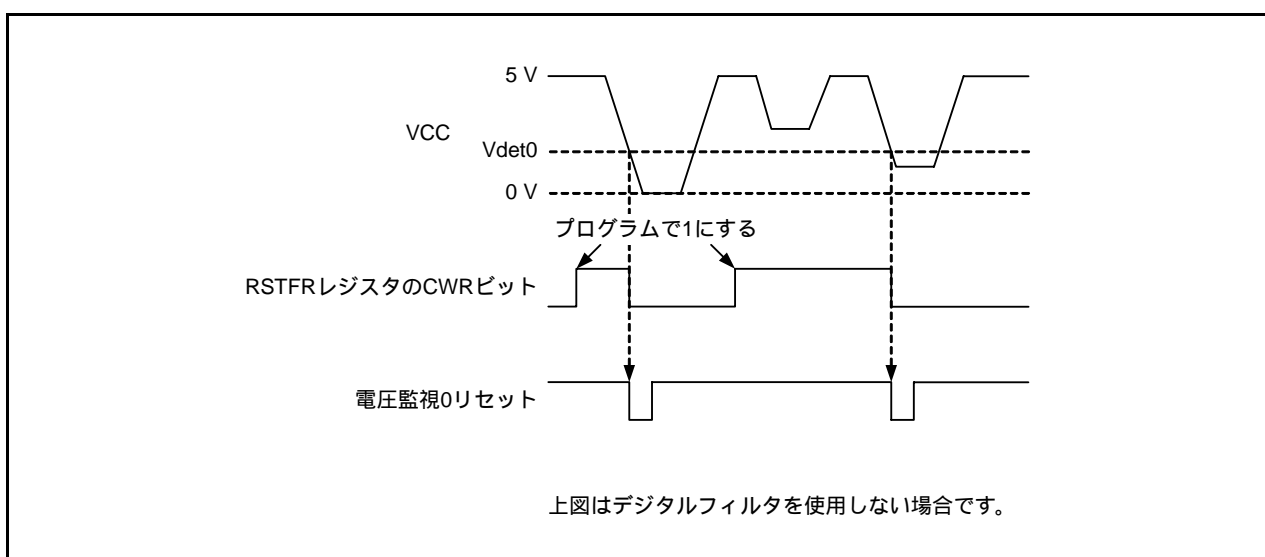 5 V
VCC
Vdet0
0 V
プログラムで1にする
RSTFRレジスタのCWRビット
電圧監視0リセット
上図はデジタルフィルタを使用しない場合です。